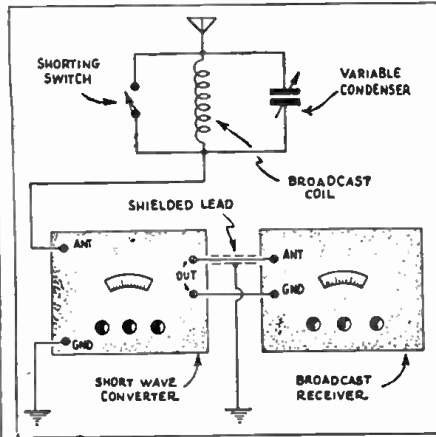 SHORTING
SWITCH
VARIABLE
CONDENSER
BROADCAST
COIL
SHIELDED LEAD
ANT
OUT
GND
ANT
GND
SHORT WAVE
CONVERTER
BROADCAST
RECEIVER